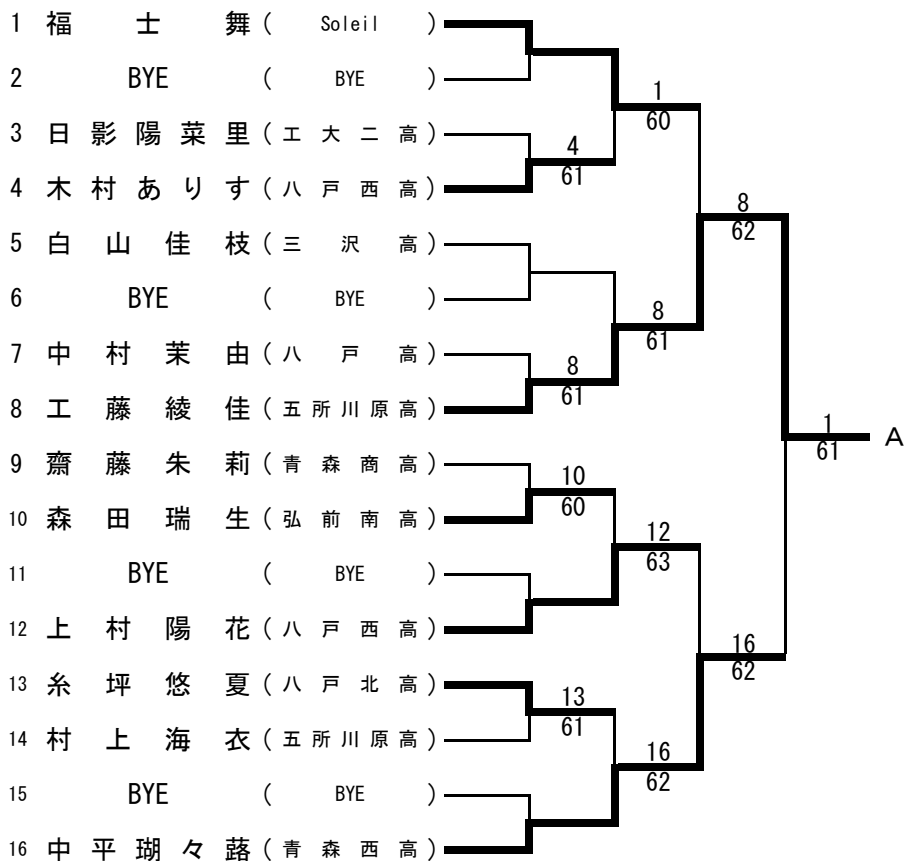 1 福士舞 ( Soleil )
2 BYE ( BYE )
3 日影陽菜里 ( 工大二高 )
4 木村ありす ( 八戸西高 )
5 白山佳枝 ( 三沢高 )
6 BYE ( BYE )
7 中村茉由 ( 八戸高 )
8 工藤綾佳 ( 五所川原高 )
9 齋藤朱莉 ( 青森商高 )
10 森田瑞生 ( 弘前南高 )
11 BYE ( BYE )
12 上村陽花 ( 八戸西高 )
13 糸坪悠夏 ( 八戸北高 )
14 村上海衣 ( 五所川原高 )
15 BYE ( BYE )
16 中平瑚々蕗 ( 青森西高 )
4
61
8
61
10
60
13
61
1
60
8
61
12
63
16
62
8
62
16
62
1
61
A